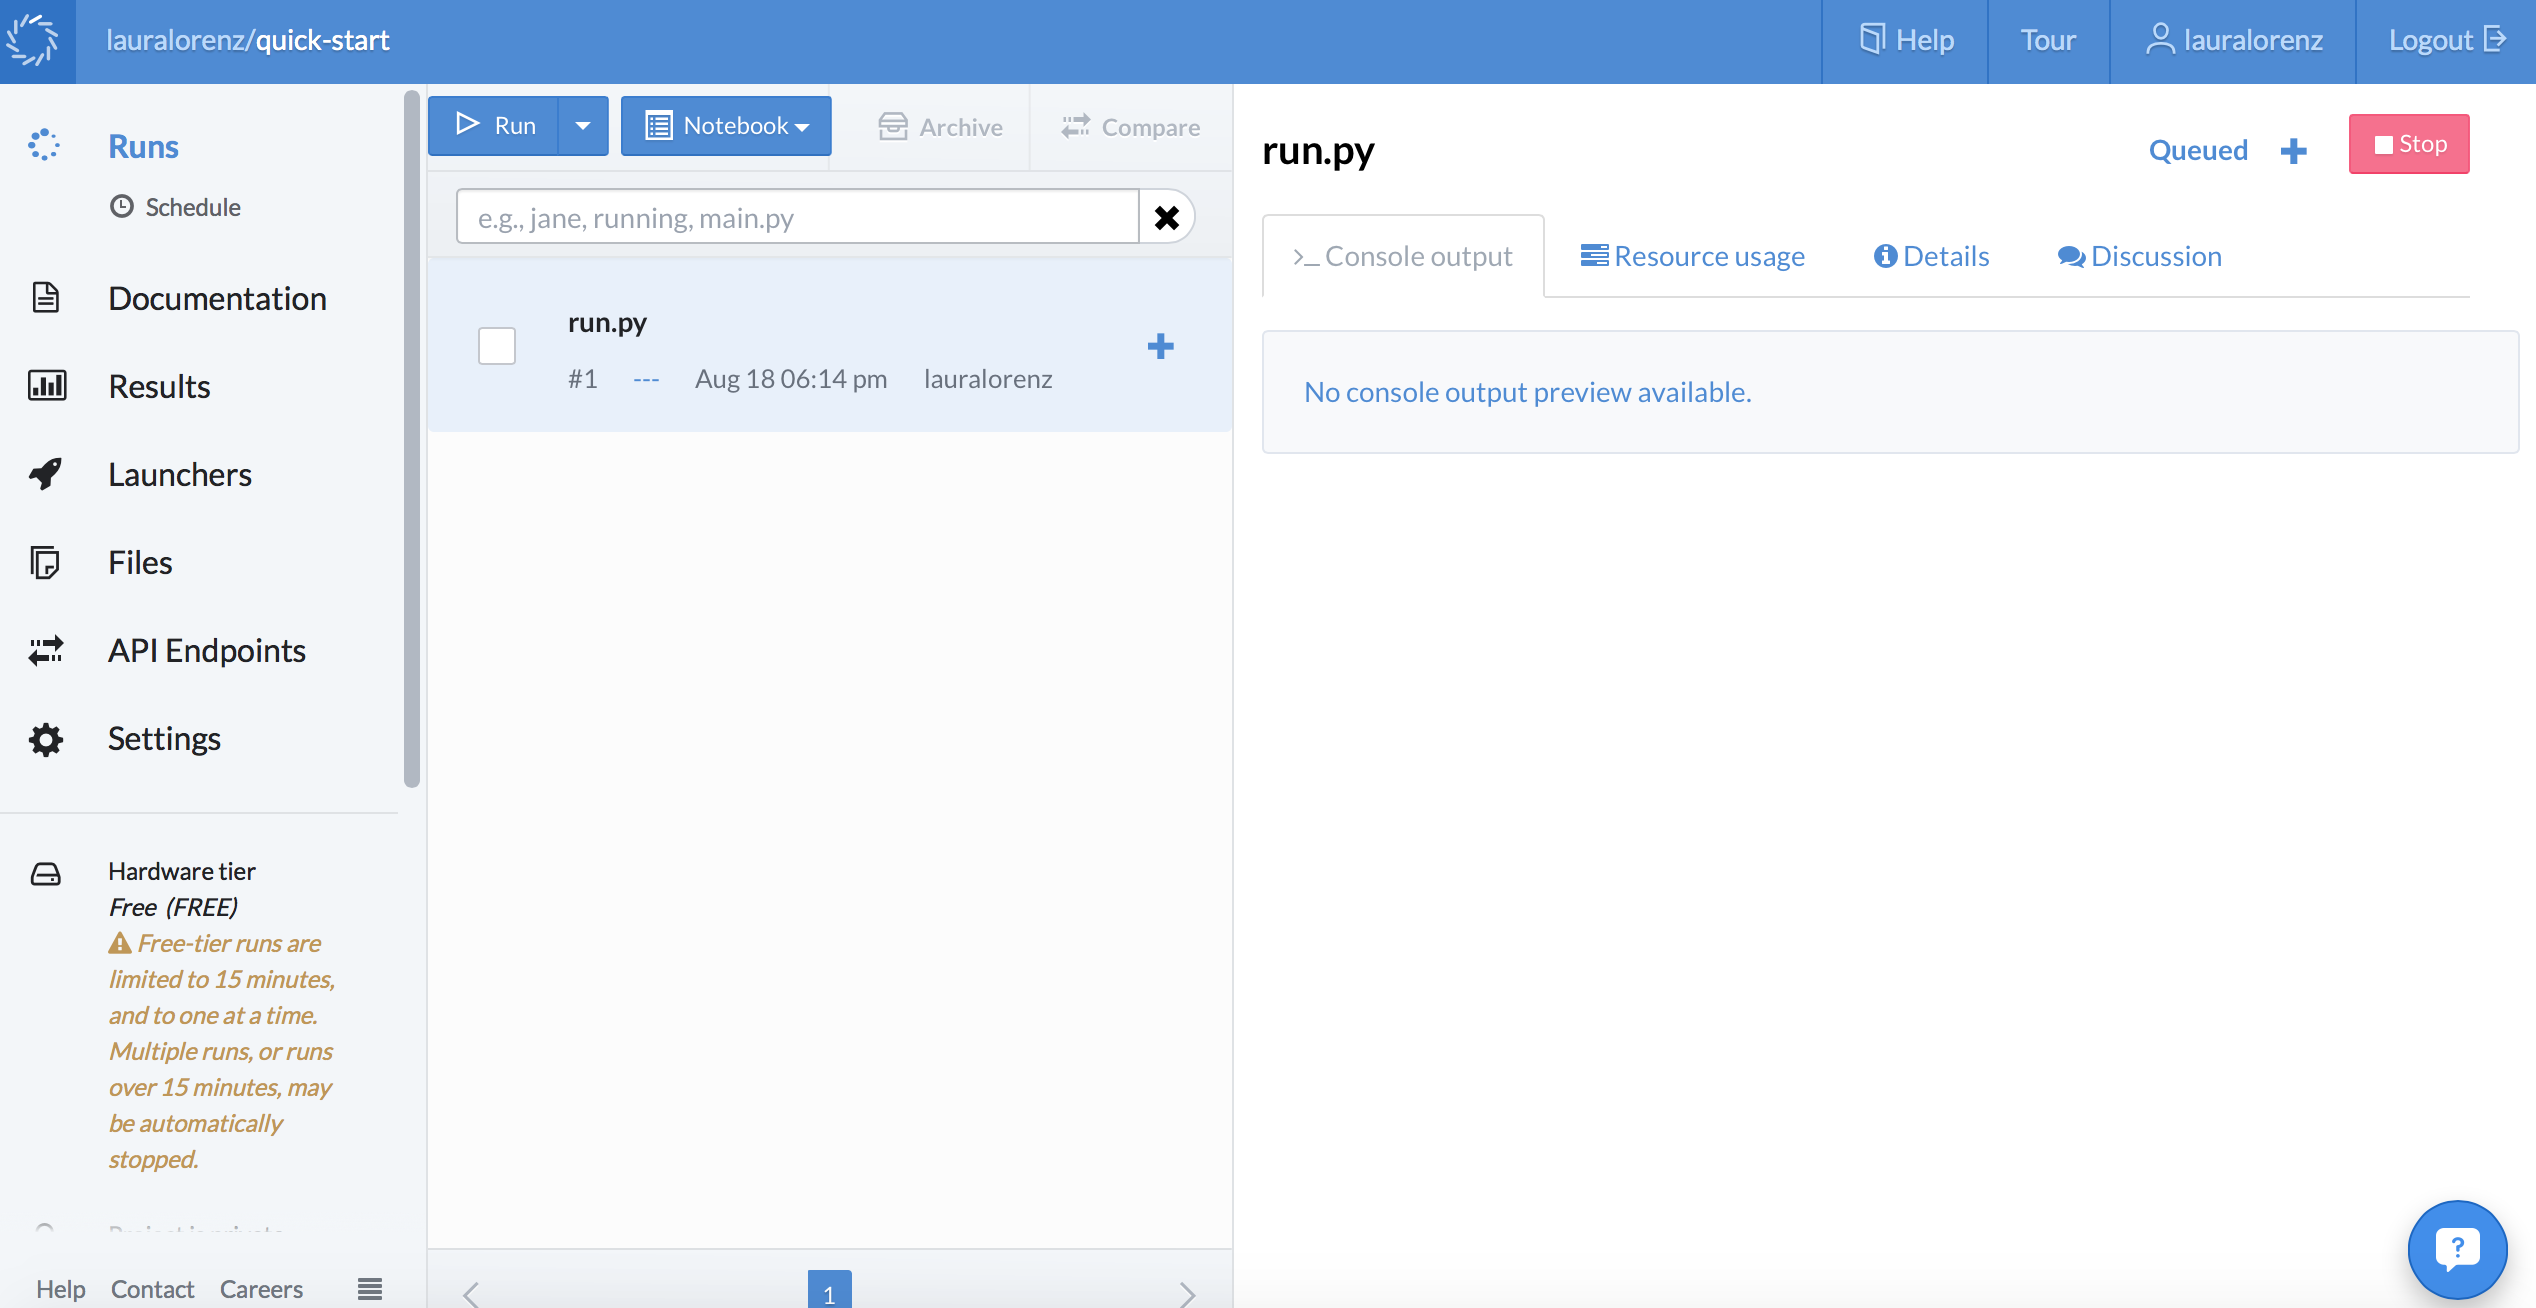 lauralorenz/quick-start
Help
Tour
lauralorenz
Logout
Runs
Schedule
Documentation
Results
Launchers
Files
API Endpoints
Settings
Hardware tier
Free (FREE)
Free-tier runs are
limited to 15 minutes,
and to one at a time.
Multiple runs, or runs
over 15 minutes, may
be automatically
stopped.
Project is private
Help Contact Careers
Run
Notebook
Archive
Compare
e.g., jane, running, main.py
run.py
#1 --- Aug 18 06:14 pm lauralorenz
1
run.py
Queued
Stop
Console output
Resource usage
Details
Discussion
No console output preview available.